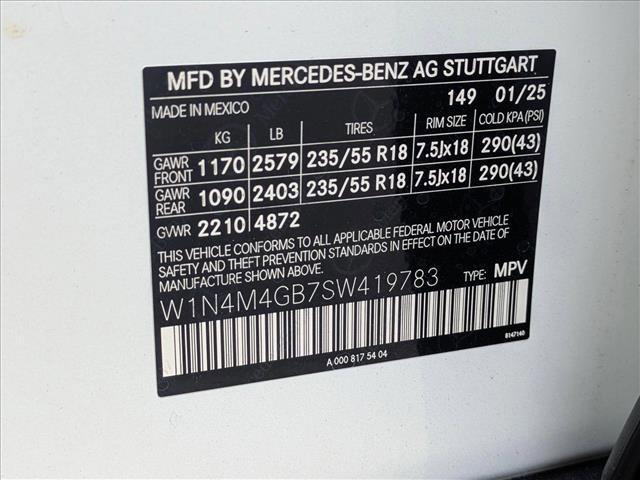 MFD BY MERCEDES-BENZ AG STUTTGART
149 01/25
MADE IN MEXICO
KG LB TIRES RIM SIZE COLD KPA(PSI)
GAWR FRONT 1170 2579 235/55 R18 7.5Jx18 290(43)
GAWR REAR 1090 2403 235/55 R18 7.5Jx18 290(43)
GVWR 2210 4872
THIS VEHICLE CONFORMS TO ALL APPLICABLE FEDERAL MOTOR VEHICLE
SAFETY AND THEFT PREVENTION STANDARDS IN EFFECT ON THE DATE OF
MANUFACTURE SHOWN ABOVE.
W1N4M4GB7SW419783 TYPE: MPV
A 000 817 54 04
8147140